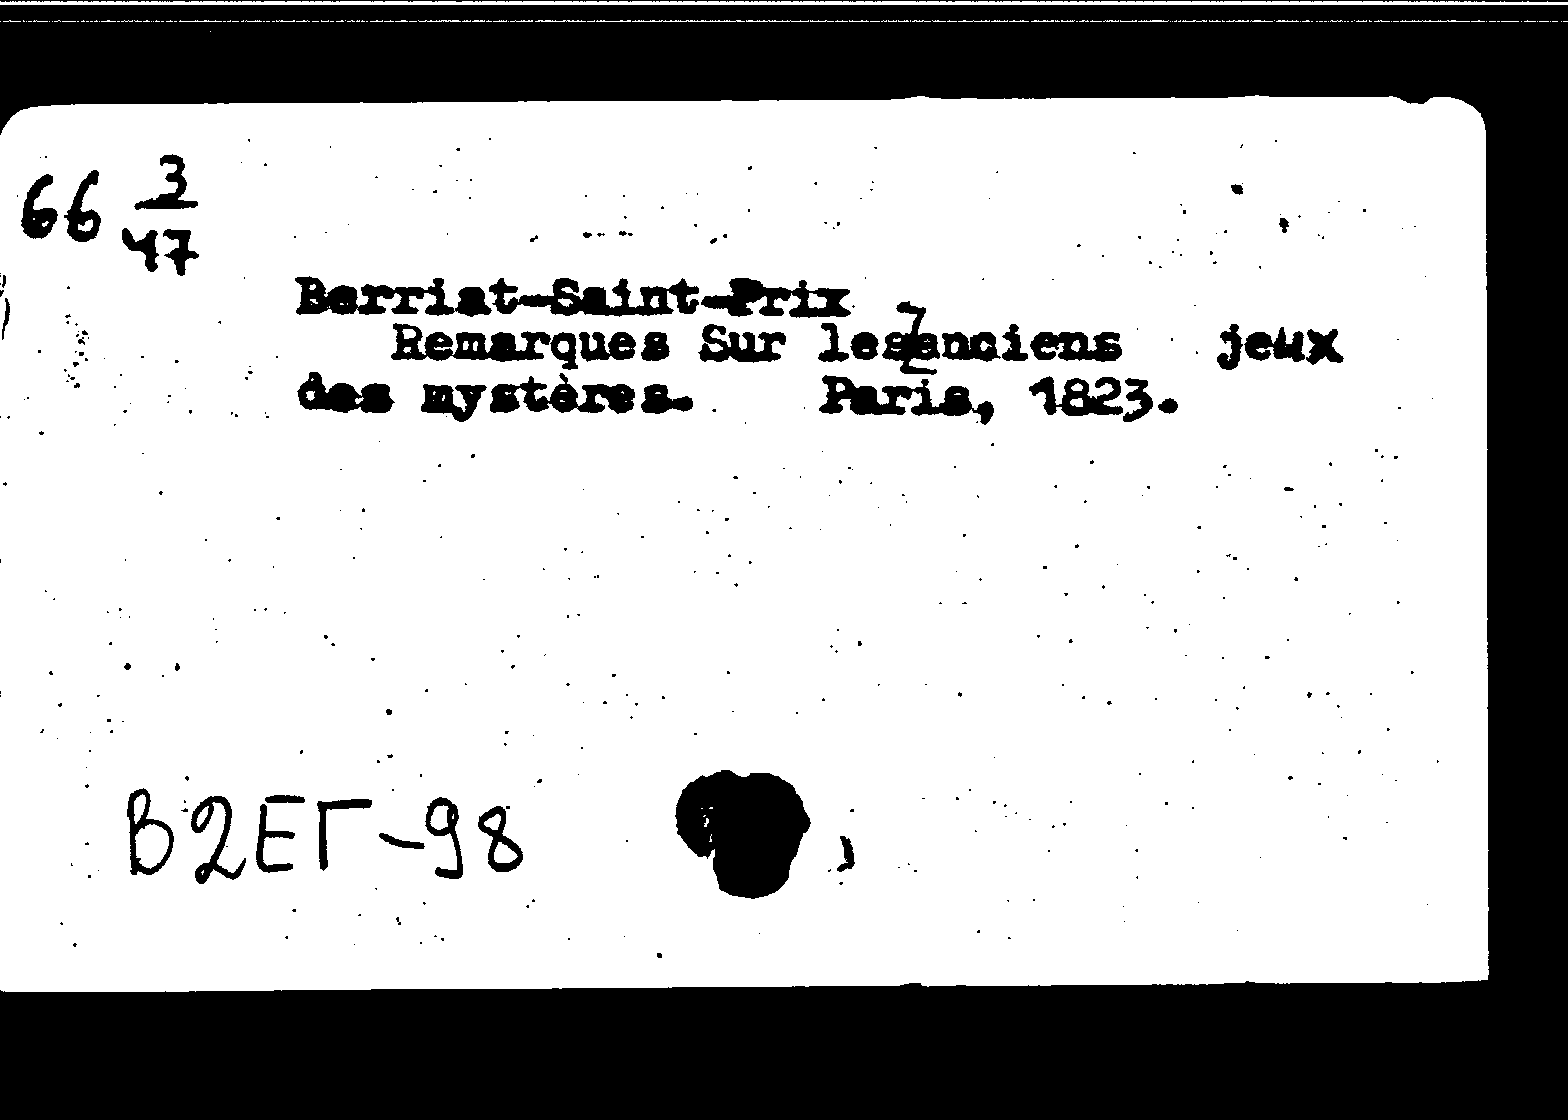 66 3/47
Berriat-Saint-Prix
Remarques Sur les anciens jeux
des mystères. Paris, 1823.
В2ЕГ-98